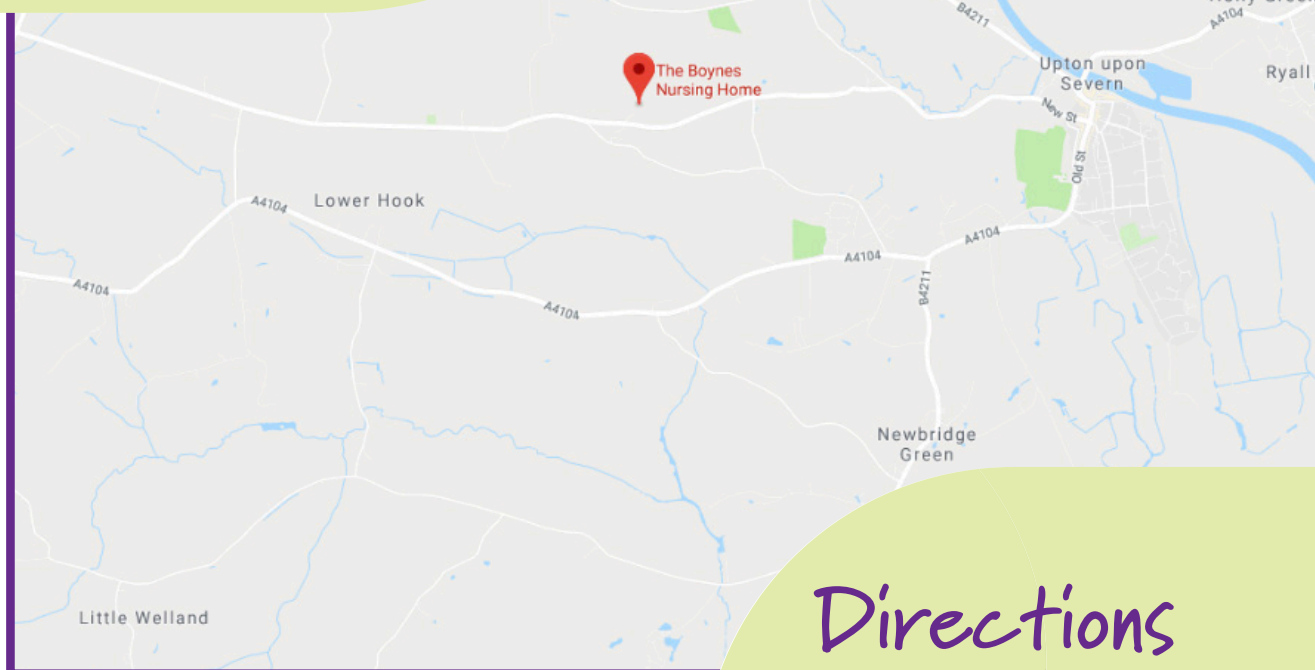 B4211
A4104
The Boynes
Nursing Home
Upton upon
Severn
Ryall
New St
Old St
A4104
Lower Hook
A4104
A4104
B4211
A4104
A4104
Newbridge
Green
Little Welland
Directions